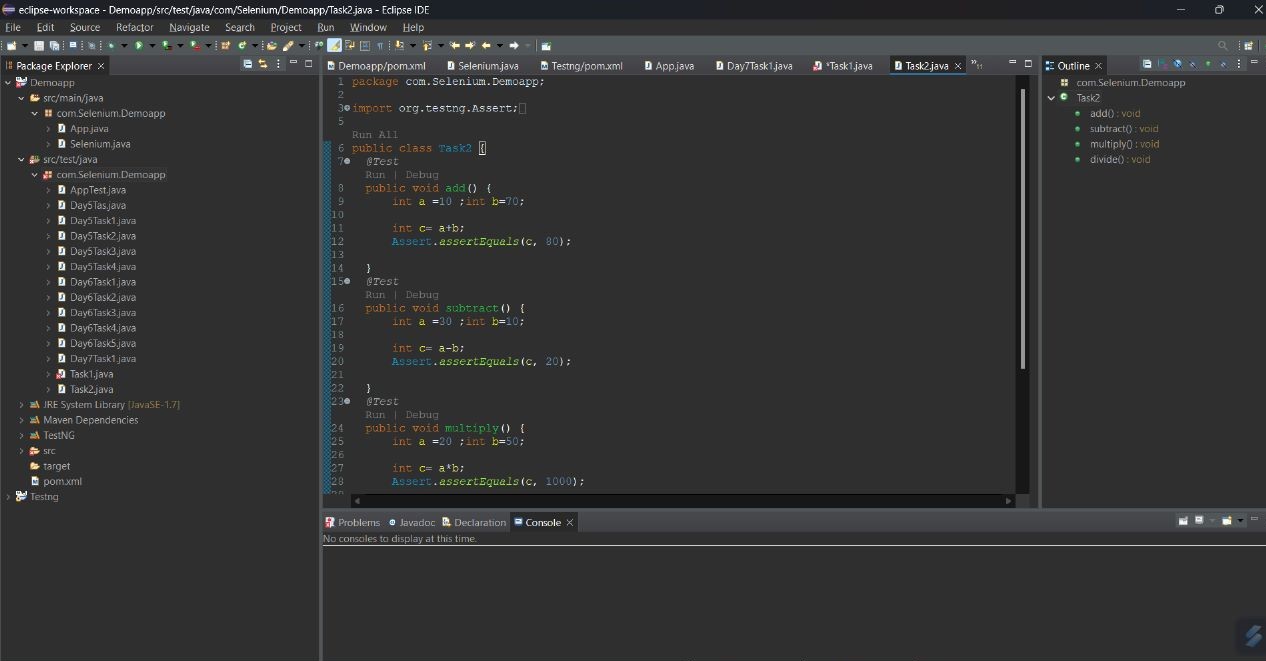 eclipse-workspace - Demoapp/src/test/java/com/Selenium/Demoapp/Task2.java - Eclipse IDE
File Edit Source Refactor Navigate Search Project Run Window Help
Package Explorer
Demoapp
src/main/java
com.Selenium.Demoapp
App.java
Selenium.java
src/test/java
com.Selenium.Demoapp
AppTest.java
Day5Tas.java
Day5Task1.java
Day5Task2.java
Day5Task3.java
Day5Task4.java
Day6Task1.java
Day6Task2.java
Day6Task3.java
Day6Task4.java
Day6Task5.java
Day7Task1.java
Task1.java
Task2.java
JRE System Library [JavaSE-1.7]
Maven Dependencies
TestNG
src
target
pom.xml
Testng
Demoapp/pom.xml Selenium.java Testng/pom.xml App.java Day7Task1.java *Task1.java Task2.java »11
1 package com.Selenium.Demoapp;
2
3 import org.testng.Assert;
5
Run All
6 public class Task2 {
7 @Test
Run | Debug
8 public void add() {
9 int a =10 ;int b=70;
10
11 int c= a+b;
12 Assert.assertEquals(c, 80);
13
14 }
15 @Test
Run | Debug
16 public void subtract() {
17 int a =30 ;int b=10;
18
19 int c= a-b;
20 Assert.assertEquals(c, 20);
21
22 }
23 @Test
Run | Debug
24 public void multiply() {
25 int a =20 ;int b=50;
26
27 int c= a*b;
28 Assert.assertEquals(c, 1000);
Outline
com.Selenium.Demoapp
Task2
add() : void
subtract() : void
multiply() : void
divide() : void
Problems Javadoc Declaration Console
No consoles to display at this time.